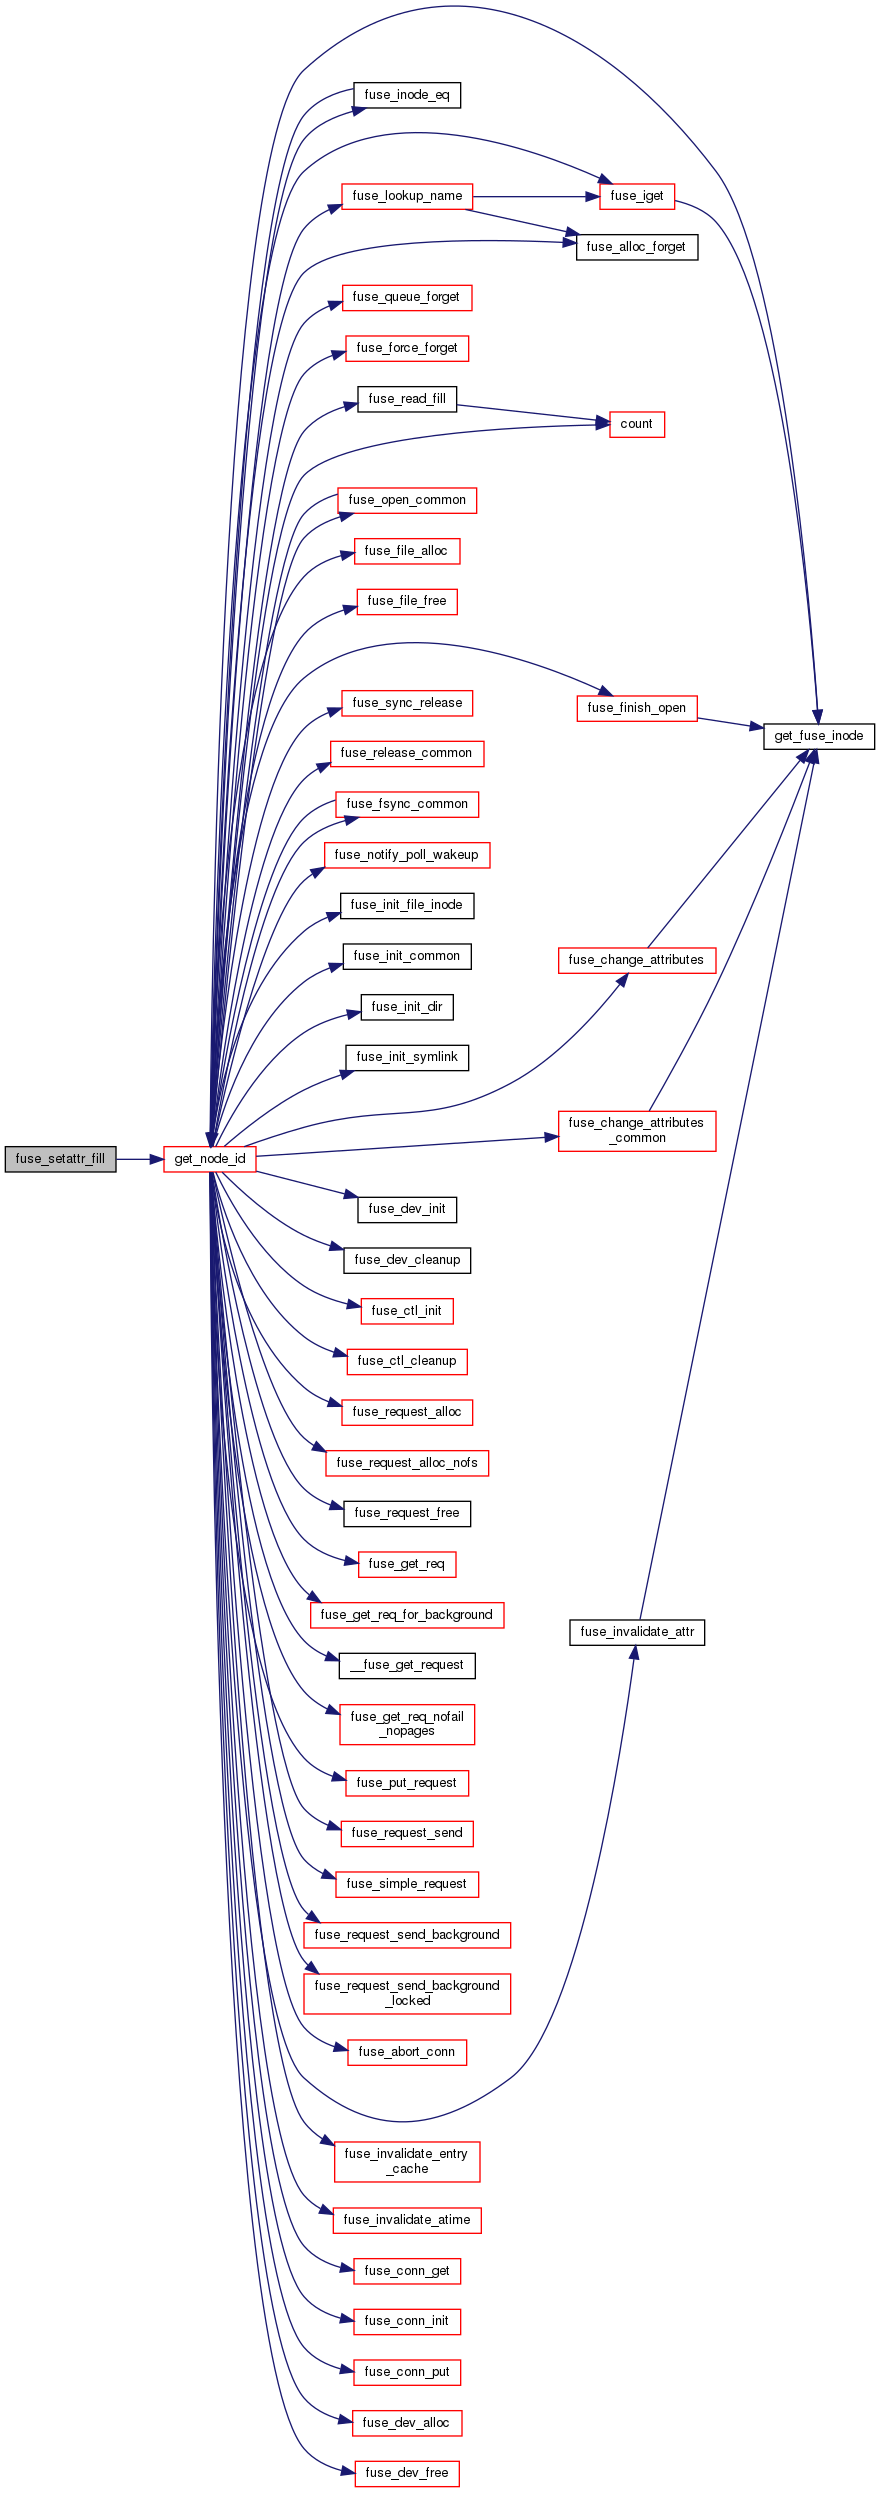 fuse_inode_eq
fuse_lookup_name
fuse_iget
fuse_alloc_forget
fuse_queue_forget
fuse_force_forget
fuse_read_fill
count
fuse_open_common
fuse_file_alloc
fuse_file_free
fuse_sync_release
fuse_finish_open
get_fuse_inode
fuse_release_common
fuse_fsync_common
fuse_notify_poll_wakeup
fuse_init_file_inode
fuse_init_common
fuse_change_attributes
fuse_init_dir
fuse_init_symlink
fuse_change_attributes
_common
fuse_setattr_fill
get_node_id
fuse_dev_init
fuse_dev_cleanup
fuse_ctl_init
fuse_ctl_cleanup
fuse_request_alloc
fuse_request_alloc_nofs
fuse_request_free
fuse_get_req
fuse_get_req_for_background
fuse_invalidate_attr
__fuse_get_request
fuse_get_req_nofail
_nopages
fuse_put_request
fuse_request_send
fuse_simple_request
fuse_request_send_background
fuse_request_send_background
_locked
fuse_abort_conn
fuse_invalidate_entry
_cache
fuse_invalidate_atime
fuse_conn_get
fuse_conn_init
fuse_conn_put
fuse_dev_alloc
fuse_dev_free